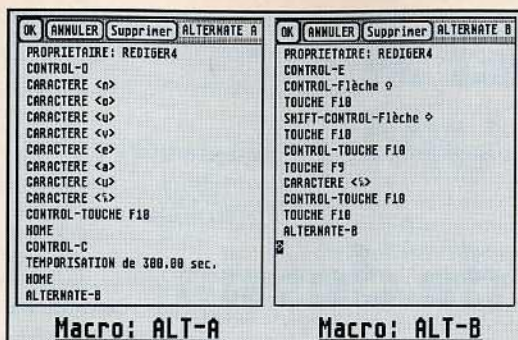 OK ANNULER Supprimer ALTERNATE A
PROPRIETAIRE: REDIGER4
CONTROL-O
CARACTERE <n>
CARACTERE <o>
CARACTERE <u>
CARACTERE <v>
CARACTERE <e>
CARACTERE <a>
CARACTERE <u>
CARACTERE <%>
CONTROL-TOUCHE F10
HOME
CONTROL-C
TEMPORISATION de 300.00 sec.
HOME
ALTERNATE-B
Macro: ALT-A
OK ANNULER Supprimer ALTERNATE B
PROPRIETAIRE: REDIGER4
CONTROL-E
CONTROL-Flèche
TOUCHE F10
SHIFT-CONTROL-Flèche
TOUCHE F10
CONTROL-TOUCHE F10
TOUCHE F9
CARACTERE <%>
CONTROL-TOUCHE F10
TOUCHE F10
ALTERNATE-B
Macro: ALT-B